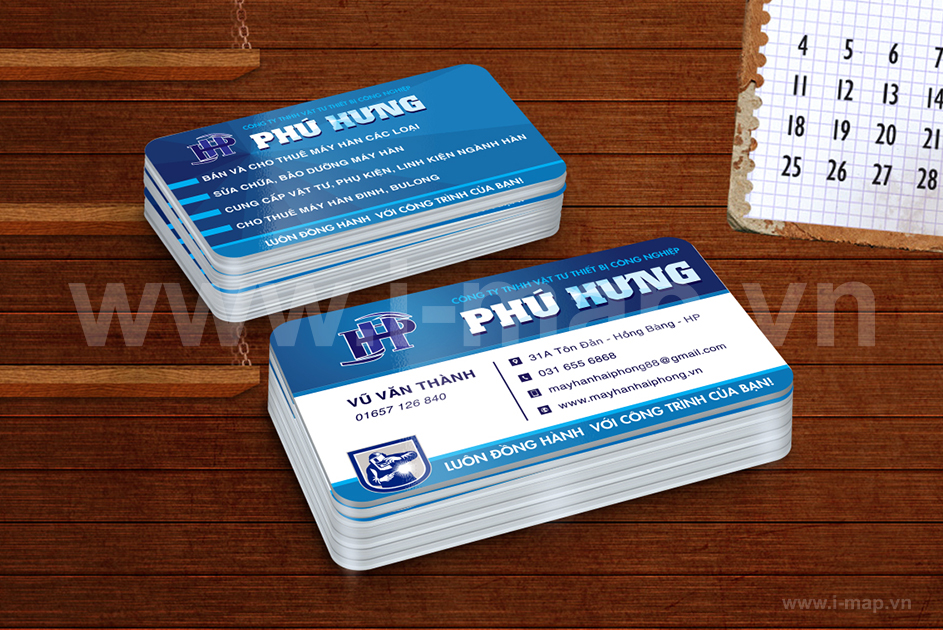 CÔNG TY TNHH VẬT TƯ THIẾT BỊ CÔNG NGHIỆP
PHÚ HƯNG
HP
BÁN VÀ CHO THUÊ MÁY HÀN CÁC LOẠI
SỬA CHỮA, BẢO DƯỠNG MÁY HÀN
CUNG CẤP VẬT TƯ, PHỤ KIỆN, LINH KIỆN NGÀNH HÀN
CHO THUÊ MÁY HÀN ĐINH, BULONG
LUÔN ĐỒNG HÀNH VỚI CÔNG TRÌNH CỦA BẠN!
4 5 6 7
11 12 13 14
18 19 20 21
25 26 27 28
www.i-map.vn
CÔNG TY TNHH VẬT TƯ THIẾT BỊ CÔNG NGHIỆP
PHÚ HƯNG
HP
VŨ VĂN THÀNH
01657 126 840
31A Tôn Đản - Hồng Bàng - HP
031 655 6868
mayhanhaiphong88@gmail.com
www.mayhanhaiphong.vn
LUÔN ĐỒNG HÀNH VỚI CÔNG TRÌNH CỦA BẠN!
www.i-map.vn